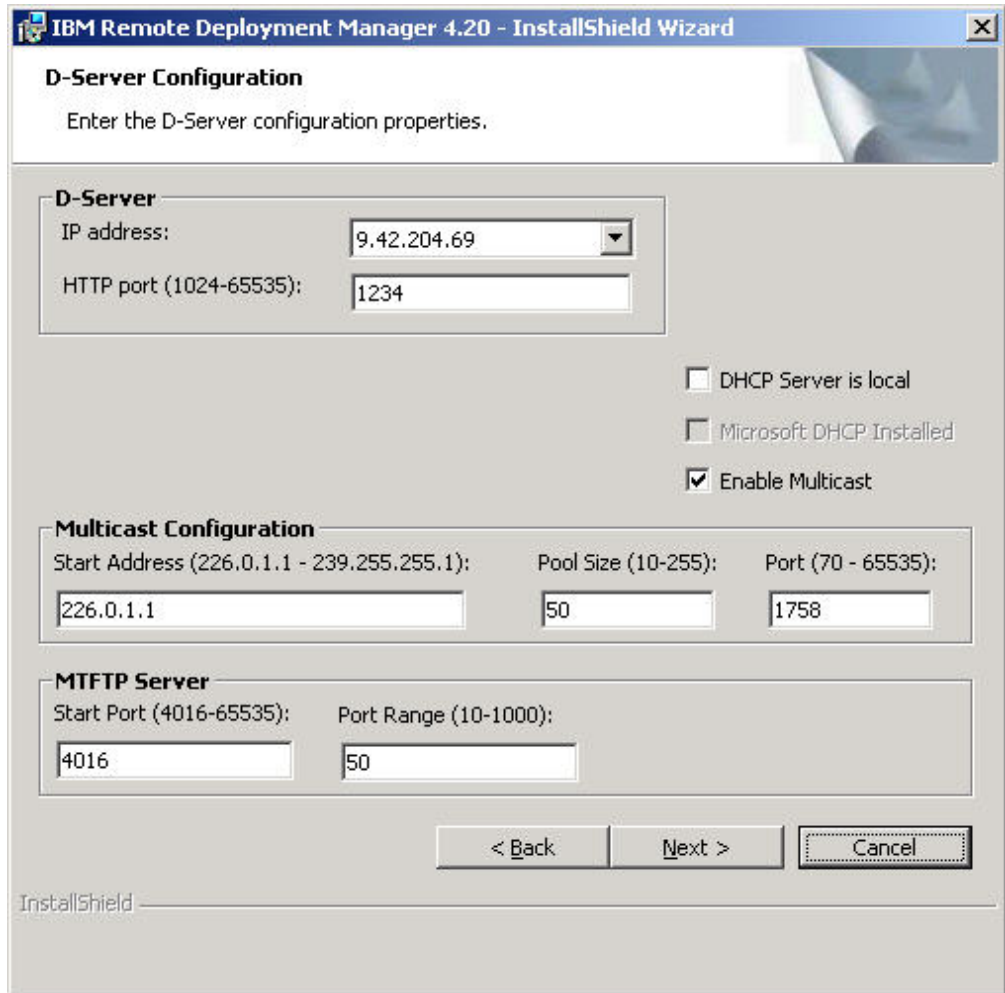 IBM Remote Deployment Manager 4.20 - InstallShield Wizard
D-Server Configuration
Enter the D-Server configuration properties.
D-Server
IP address:
9.42.204.69
HTTP port (1024-65535):
1234
DHCP Server is local
Microsoft DHCP Installed
Enable Multicast
Multicast Configuration
Start Address (226.0.1.1 - 239.255.255.1): Pool Size (10-255): Port (70 - 65535):
226.0.1.1 50 1758
MTFTP Server
Start Port (4016-65535): Port Range (10-1000):
4016 50
< Back Next > Cancel
InstallShield